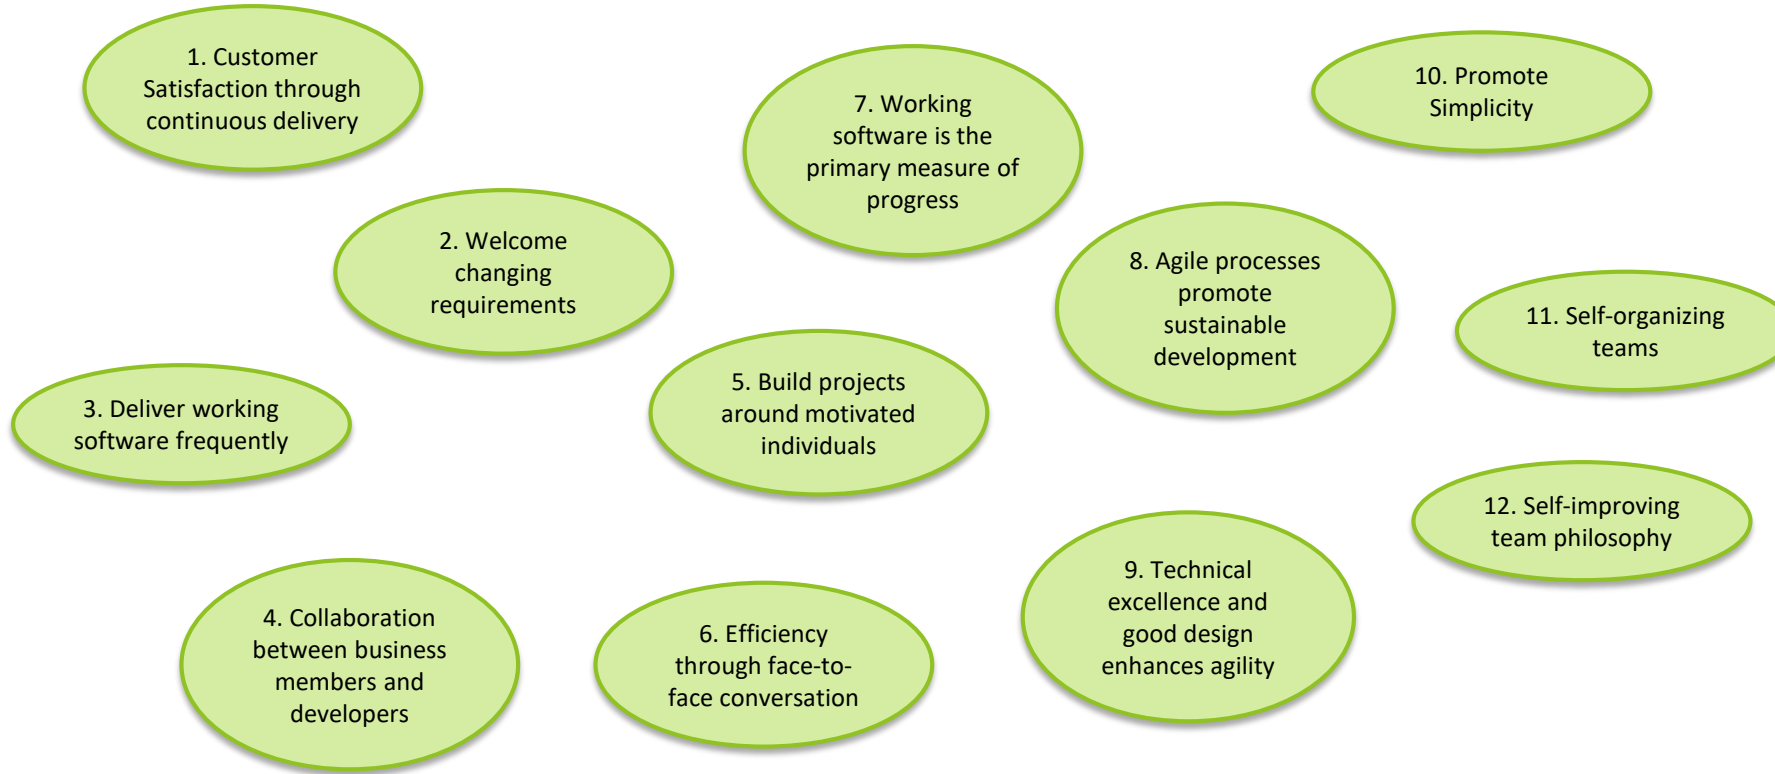 1. Customer
Satisfaction through
continuous delivery
2. Welcome
changing
requirements
3. Deliver working
software frequently
4. Collaboration
between business
members and
developers
5. Build projects
around motivated
individuals
6. Efficiency
through face-to-
face conversation
7. Working
software is the
primary measure of
progress
8. Agile processes
promote
sustainable
development
9. Technical
excellence and
good design
enhances agility
10. Promote
Simplicity
11. Self-organizing
teams
12. Self-improving
team philosophy